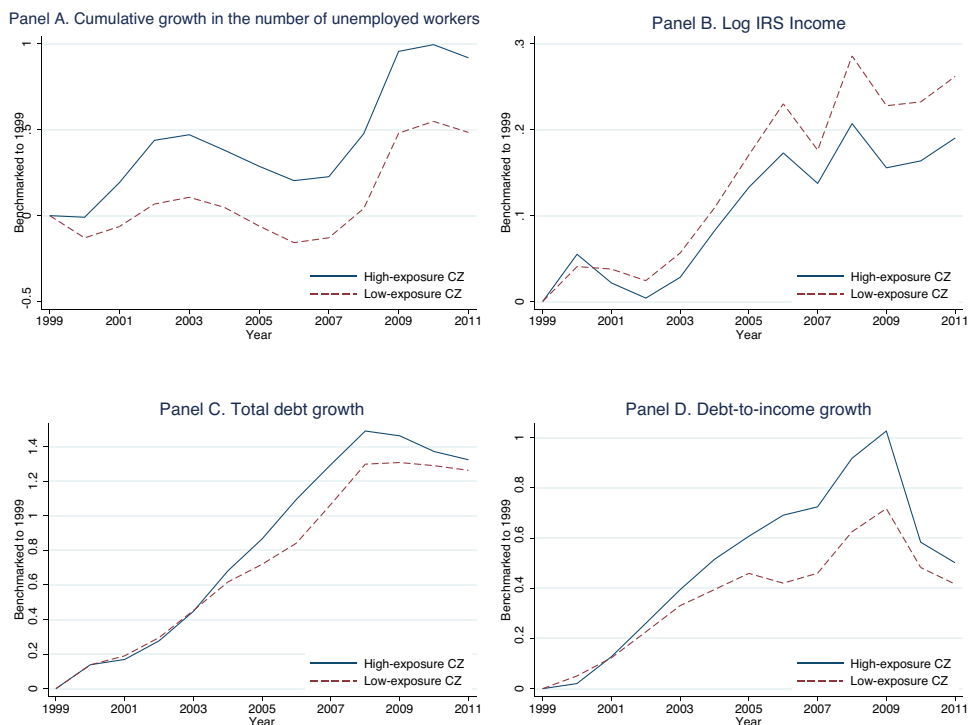 Panel A. Cumulative growth in the number of unemployed workers
Benchmarked to 1999
1
.5
0
-0.5
High-exposure CZ
Low-exposure CZ
1999 2001 2003 2005 2007 2009 2011
Year
Panel B. Log IRS Income
Benchmarked to 1999
.3
.2
.1
0
High-exposure CZ
Low-exposure CZ
1999 2001 2003 2005 2007 2009 2011
Year
Panel C. Total debt growth
Benchmarked to 1999
1.4
1.2
1
0.8
0.6
0.4
0.2
0
High-exposure CZ
Low-exposure CZ
1999 2001 2003 2005 2007 2009 2011
Year
Panel D. Debt-to-income growth
Benchmarked to 1999
1
0.8
0.6
0.4
0.2
0
High-exposure CZ
Low-exposure CZ
1999 2001 2003 2005 2007 2009 2011
Year